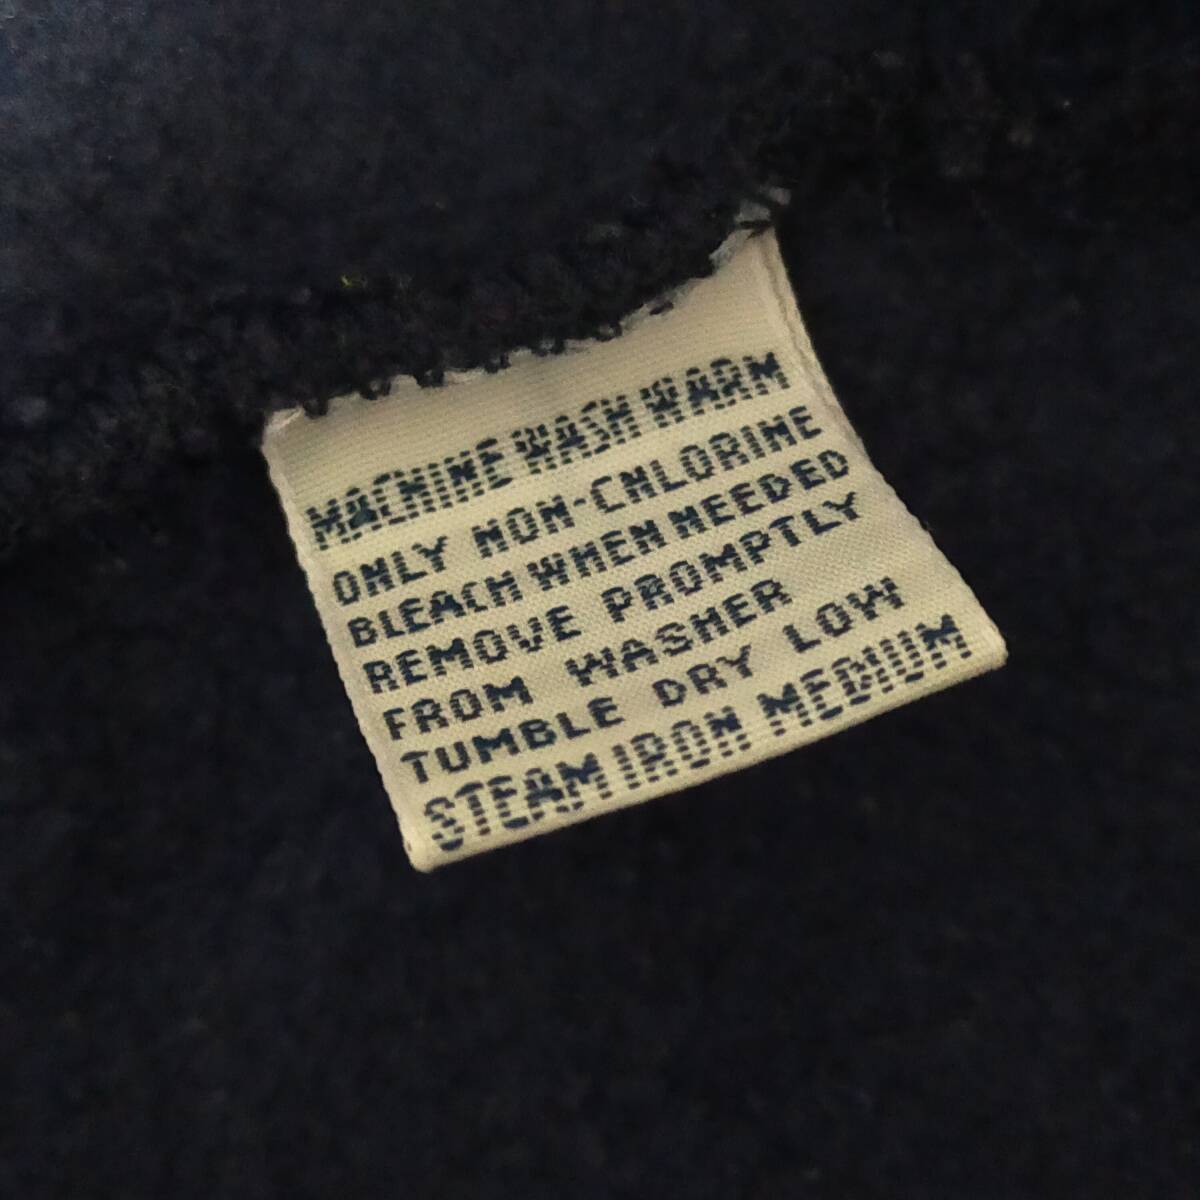 MACHINE WASH WARM
ONLY NON-CHLORINE
BLEACH WHEN NEEDED
REMOVE PROMPTLY
FROM WASHER
TUMBLE DRY LOW
STEAM IRON MEDIUM